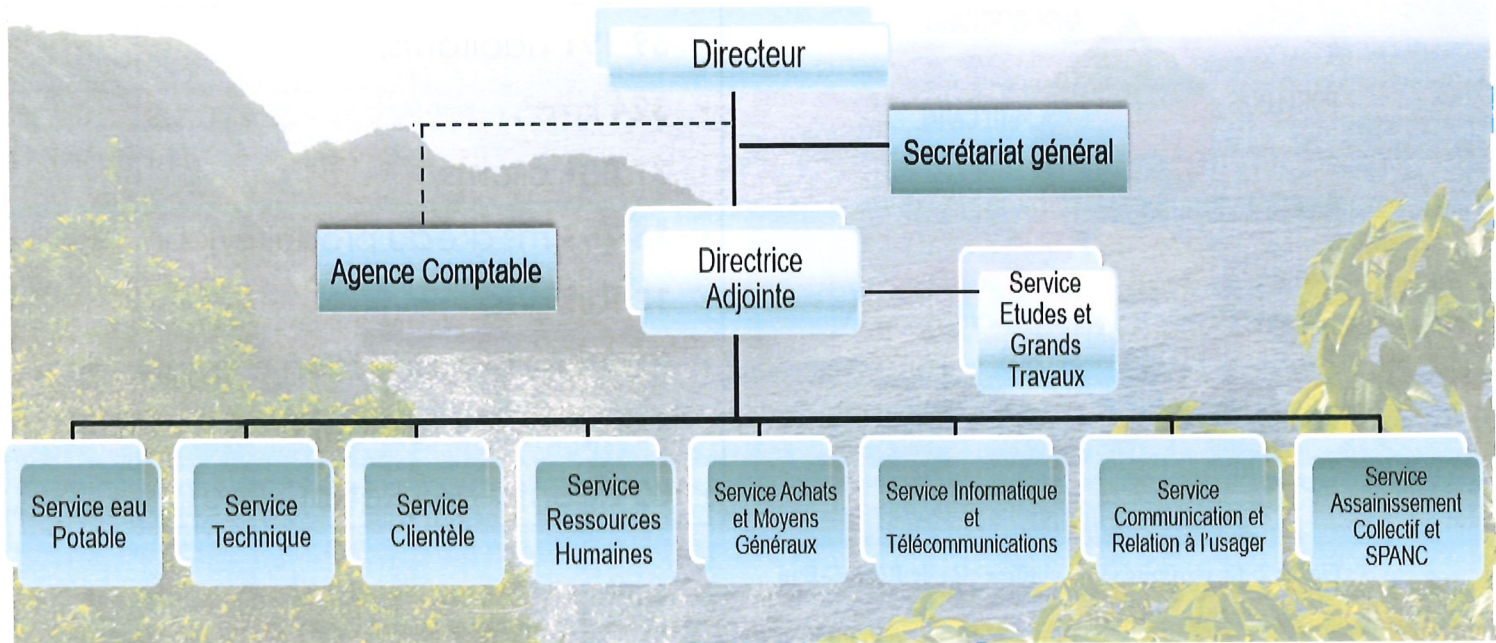 Directeur
Secrétariat général
Agence Comptable
Directrice
Adjointe
Service
Etudes et
Grands
Travaux
Service eau
Potable
Service
Technique
Service
Clientèle
Service
Ressources
Humaines
Service Achats
et Moyens
Généraux
Service Informatique
et
Télécommunications
Service
Communication et
Relation à l'usager
Service
Assainissement
Collectif et
SPANC